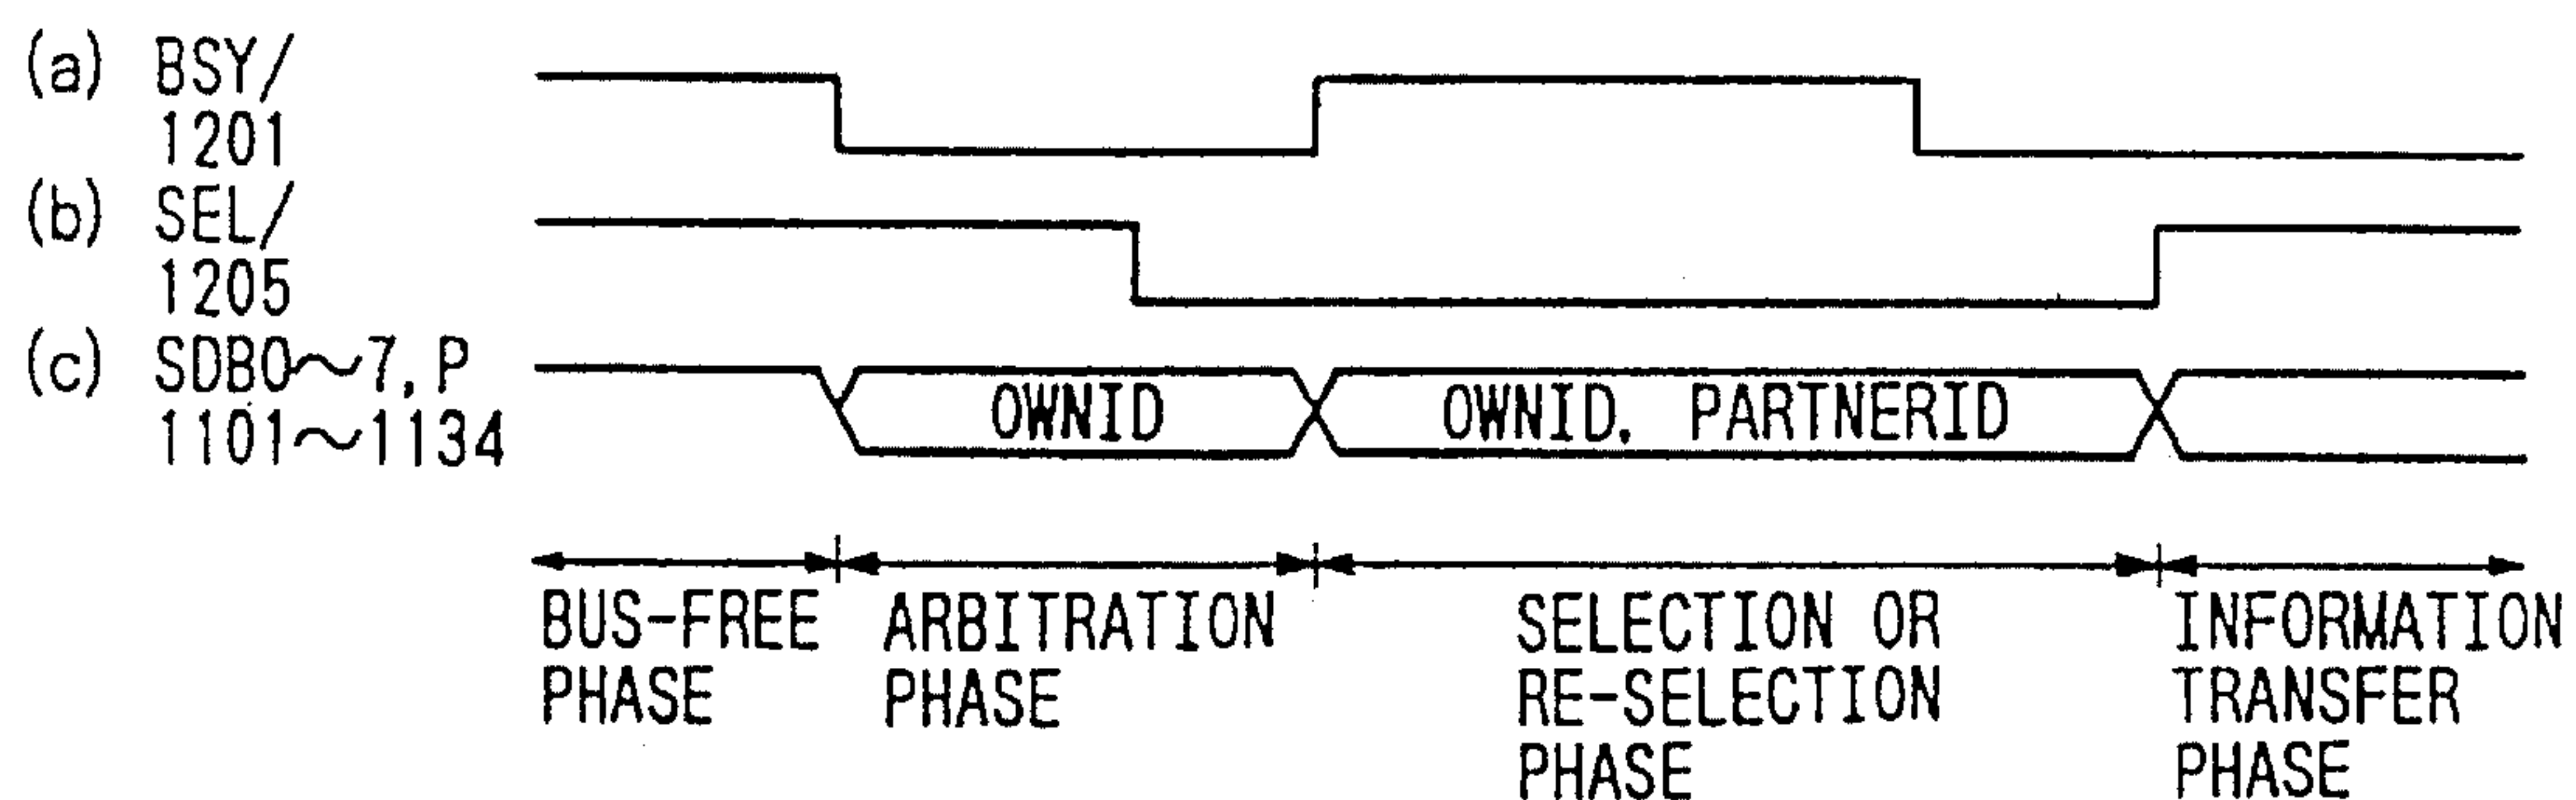 (a) BSY/
1201
(b) SEL/
1205
(c) SDB0~7, P
1101~1134
OWNID
OWNID. PARTNERID
BUS-FREE
PHASE
ARBITRATION
PHASE
SELECTION OR
RE-SELECTION
PHASE
INFORMATION
TRANSFER
PHASE